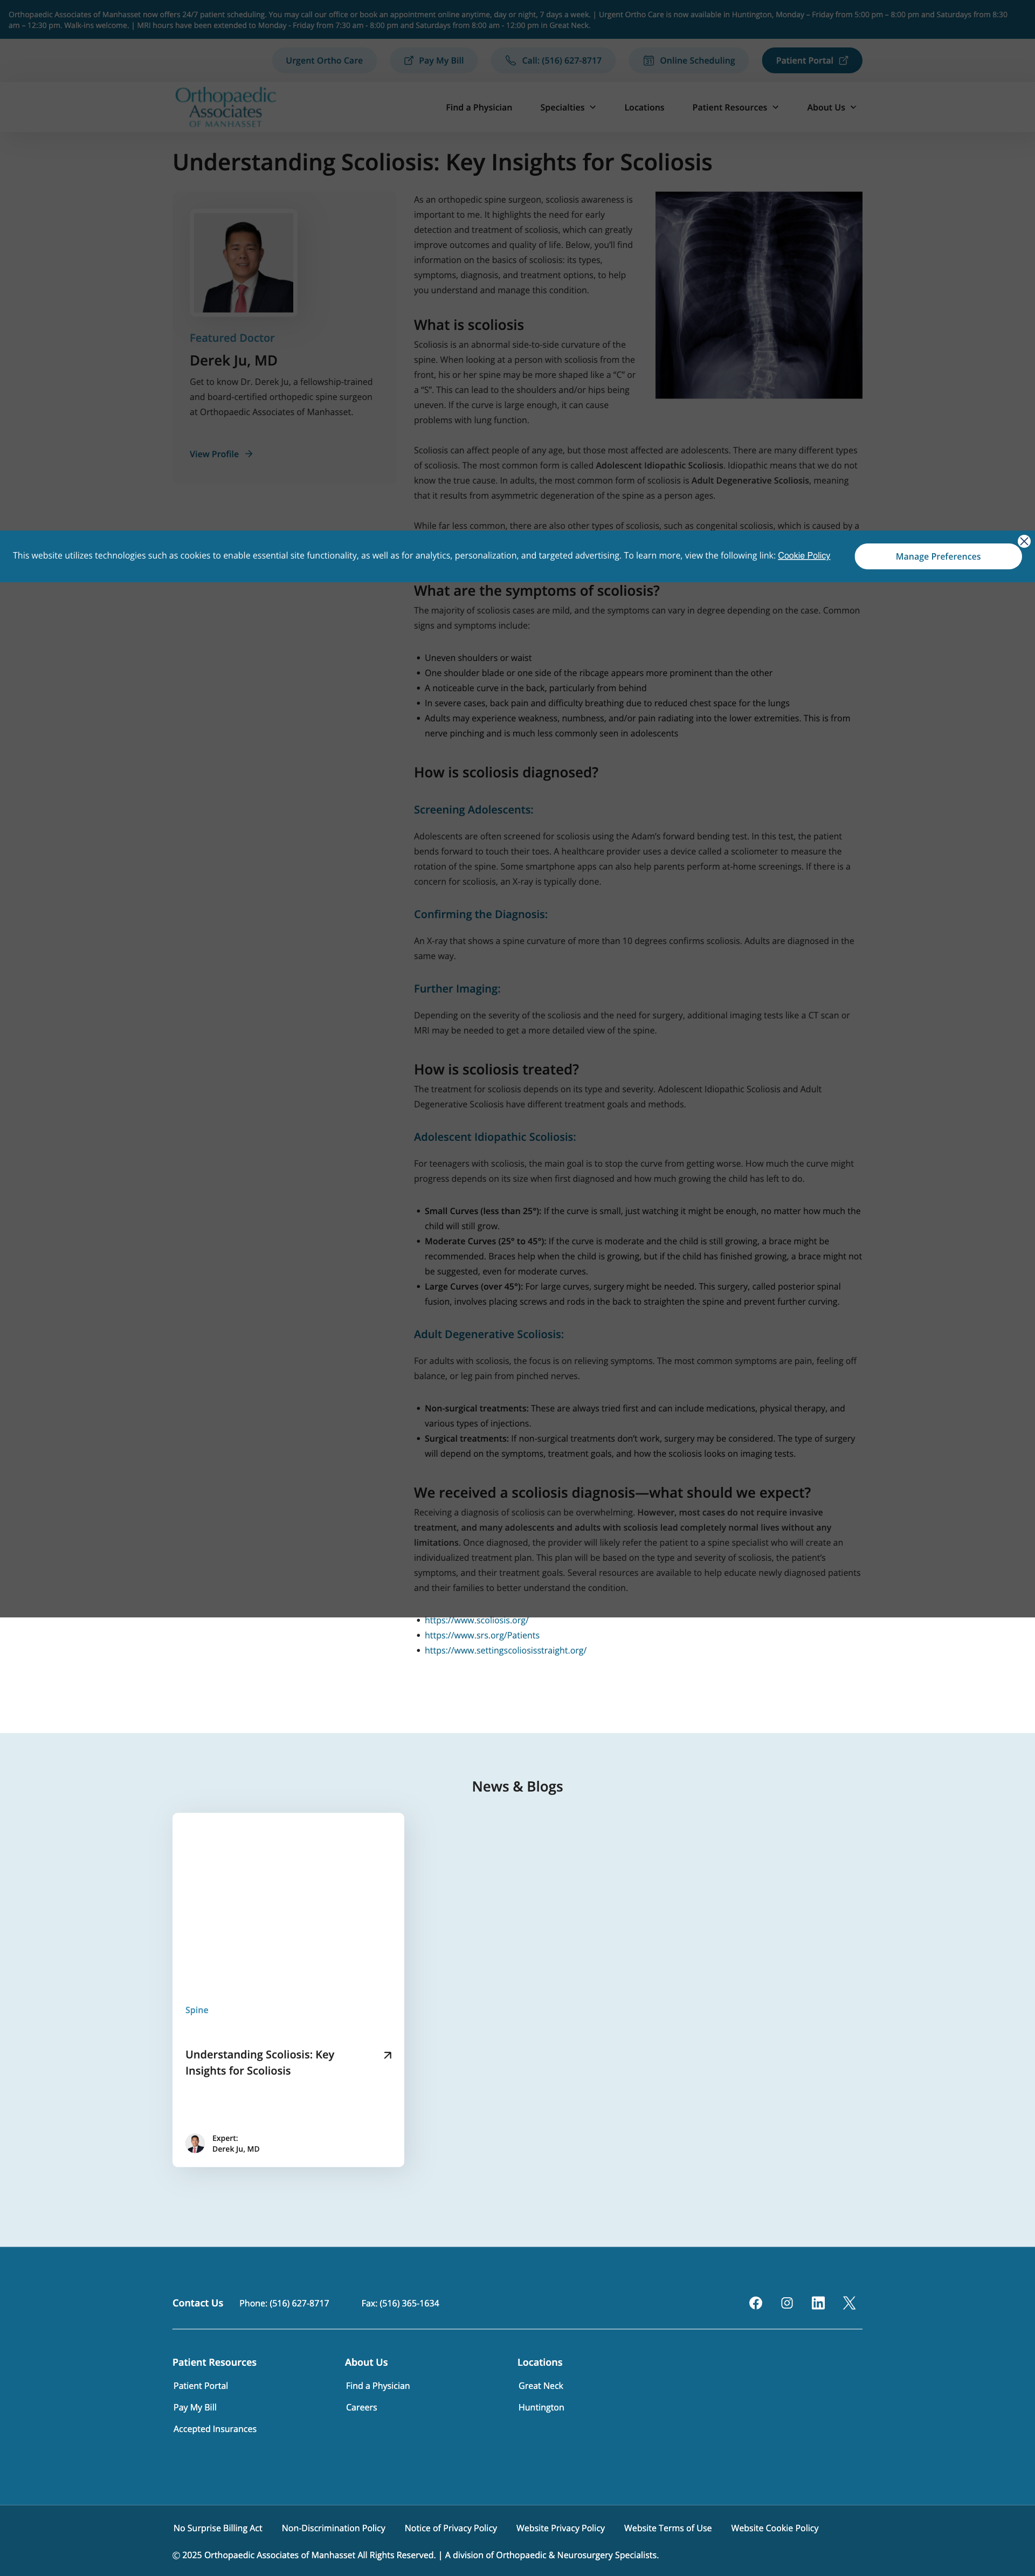 Orthopaedic Associates of Manhasset now offers 24/7 patient scheduling. You may call our office or book an appointment online anytime, day or night, 7 days a week. | Urgent Ortho Care is now available in Huntington, Monday – Friday from 5:00 pm – 8:00 pm and Saturdays from 8:30
am – 12:30 pm. Walk-ins welcome. | MRI hours have been extended to Monday - Friday from 7:30 am - 8:00 pm and Saturdays from 8:00 am - 12:00 pm in Great Neck.
Urgent Ortho Care
Pay My Bill
Call: (516) 627-8717
Online Scheduling
Patient Portal
Orthopaedic
Associates
OF MANHASSET
Find a Physician
Specialties
Locations
Patient Resources
About Us
Understanding Scoliosis: Key Insights for Scoliosis
Featured Doctor
Derek Ju, MD
Get to know Dr. Derek Ju, a fellowship-trained
and board-certified orthopedic spine surgeon
at Orthopaedic Associates of Manhasset.
View Profile
As an orthopedic spine surgeon, scoliosis awareness is
important to me. It highlights the need for early
detection and treatment of scoliosis, which can greatly
improve outcomes and quality of life. Below, you'll find
information on the basics of scoliosis: its types,
symptoms, diagnosis, and treatment options, to help
you understand and manage this condition.
What is scoliosis
Scoliosis is an abnormal side-to-side curvature of the
spine. When looking at a person with scoliosis from the
front, his or her spine may be more shaped like a "C" or
a "S". This can lead to the shoulders and/or hips being
uneven. If the curve is large enough, it can cause
problems with lung function.
Scoliosis can affect people of any age, but those most affected are adolescents. There are many different types
of scoliosis. The most common form is called Adolescent Idiopathic Scoliosis. Idiopathic means that we do not
know the true cause. In adults, the most common form of scoliosis is Adult Degenerative Scoliosis, meaning
that it results from asymmetric degeneration of the spine as a person ages.
While far less common, there are also other types of scoliosis, such as congenital scoliosis, which is caused by a
This website utilizes technologies such as cookies to enable essential site functionality, as well as for analytics, personalization, and targeted advertising. To learn more, view the following link: Cookie Policy
Manage Preferences
What are the symptoms of scoliosis?
The majority of scoliosis cases are mild, and the symptoms can vary in degree depending on the case. Common
signs and symptoms include:
• Uneven shoulders or waist
• One shoulder blade or one side of the ribcage appears more prominent than the other
• A noticeable curve in the back, particularly from behind
• In severe cases, back pain and difficulty breathing due to reduced chest space for the lungs
• Adults may experience weakness, numbness, and/or pain radiating into the lower extremities. This is from
nerve pinching and is much less commonly seen in adolescents
How is scoliosis diagnosed?
Screening Adolescents:
Adolescents are often screened for scoliosis using the Adam's forward bending test. In this test, the patient
bends forward to touch their toes. A healthcare provider uses a device called a scoliometer to measure the
rotation of the spine. Some smartphone apps can also help parents perform at-home screenings. If there is a
concern for scoliosis, an X-ray is typically done.
Confirming the Diagnosis:
An X-ray that shows a spine curvature of more than 10 degrees confirms scoliosis. Adults are diagnosed in the
same way.
Further Imaging:
Depending on the severity of the scoliosis and the need for surgery, additional imaging tests like a CT scan or
MRI may be needed to get a more detailed view of the spine.
How is scoliosis treated?
The treatment for scoliosis depends on its type and severity. Adolescent Idiopathic Scoliosis and Adult
Degenerative Scoliosis have different treatment goals and methods.
Adolescent Idiopathic Scoliosis:
For teenagers with scoliosis, the main goal is to stop the curve from getting worse. How much the curve might
progress depends on its size when first diagnosed and how much growing the child has left to do.
• Small Curves (less than 25°): If the curve is small, just watching it might be enough, no matter how much the
child will still grow.
• Moderate Curves (25° to 45°): If the curve is moderate and the child is still growing, a brace might be
recommended. Braces help when the child is growing, but if the child has finished growing, a brace might not
be suggested, even for moderate curves.
• Large Curves (over 45°): For large curves, surgery might be needed. This surgery, called posterior spinal
fusion, involves placing screws and rods in the back to straighten the spine and prevent further curving.
Adult Degenerative Scoliosis:
For adults with scoliosis, the focus is on relieving symptoms. The most common symptoms are pain, feeling off
balance, or leg pain from pinched nerves.
• Non-surgical treatments: These are always tried first and can include medications, physical therapy, and
various types of injections.
• Surgical treatments: If non-surgical treatments don't work, surgery may be considered. The type of surgery
will depend on the symptoms, treatment goals, and how the scoliosis looks on imaging tests.
We received a scoliosis diagnosis—what should we expect?
Receiving a diagnosis of scoliosis can be overwhelming. However, most cases do not require invasive
treatment, and many adolescents and adults with scoliosis lead completely normal lives without any
limitations. Once diagnosed, the provider will likely refer the patient to a spine specialist who will create an
individualized treatment plan. This plan will be based on the type and severity of scoliosis, the patient's
symptoms, and their treatment goals. Several resources are available to help educate newly diagnosed patients
and their families to better understand the condition.
• https://www.scoliosis.org/
• https://www.srs.org/Patients
• https://www.settingscoliosisstraight.org/
News & Blogs
Spine
Understanding Scoliosis: Key
Insights for Scoliosis
Expert:
Derek Ju, MD
Contact Us
Phone: (516) 627-8717
Fax: (516) 365-1634
Patient Resources
Patient Portal
Pay My Bill
Accepted Insurances
About Us
Find a Physician
Careers
Locations
Great Neck
Huntington
No Surprise Billing Act
Non-Discrimination Policy
Notice of Privacy Policy
Website Privacy Policy
Website Terms of Use
Website Cookie Policy
© 2025 Orthopaedic Associates of Manhasset All Rights Reserved. | A division of Orthopaedic & Neurosurgery Specialists.